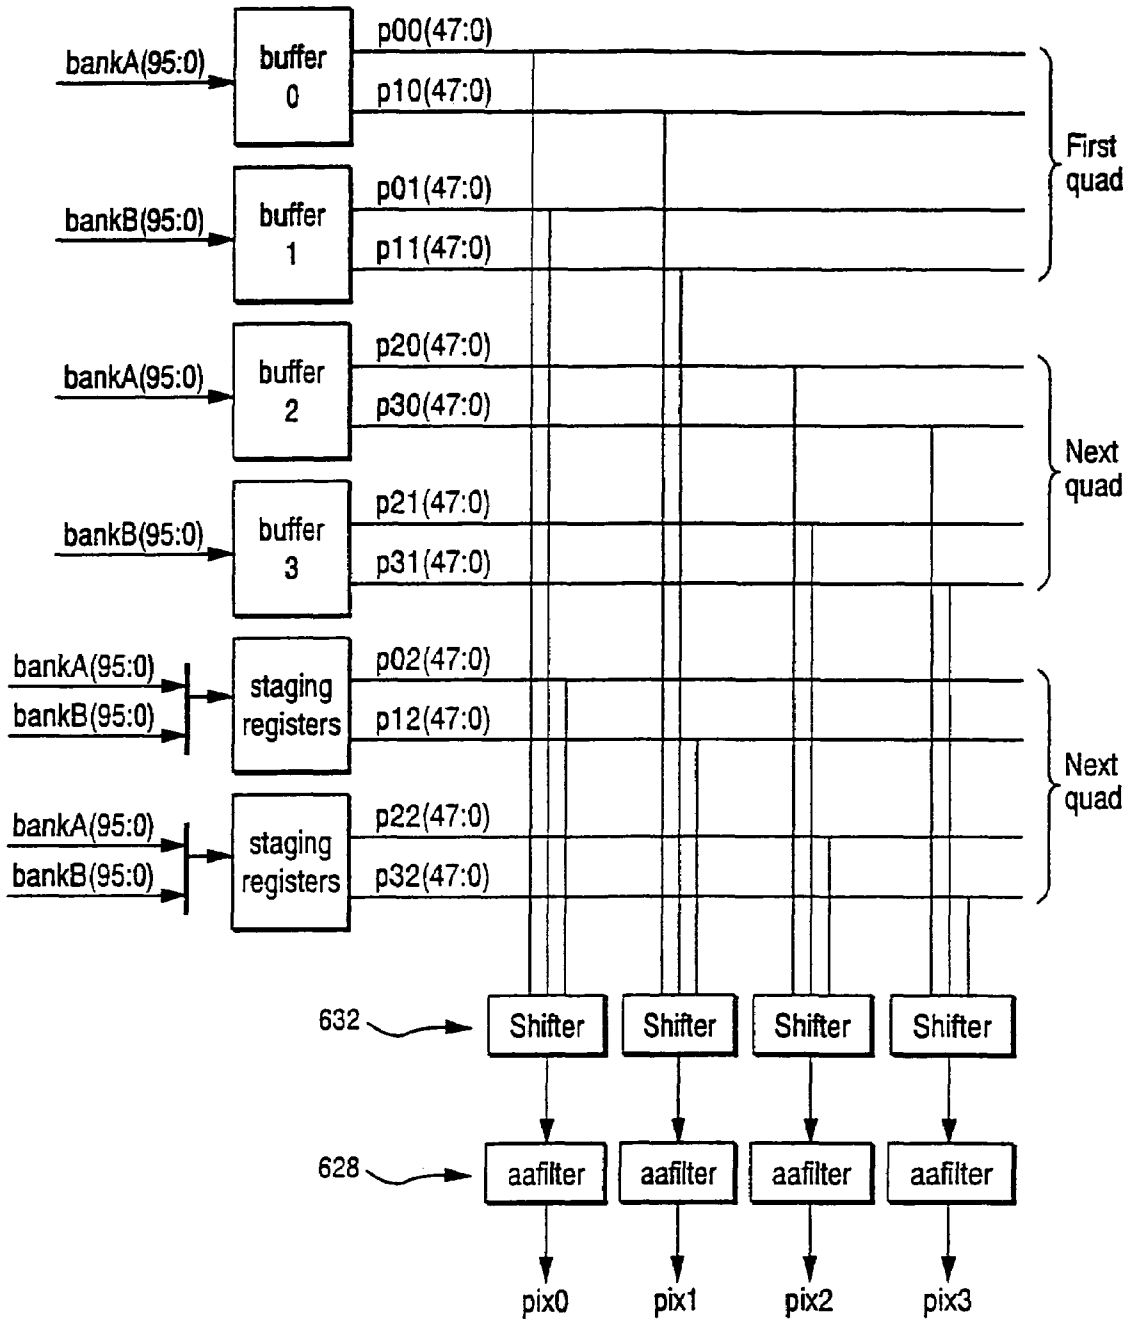 bankA(95:0)
buffer
0
p00(47:0)
p10(47:0)
First
quad
bankB(95:0)
buffer
1
p01(47:0)
p11(47:0)
bankA(95:0)
buffer
2
p20(47:0)
p30(47:0)
Next
quad
bankB(95:0)
buffer
3
p21(47:0)
p31(47:0)
bankA(95:0)
bankB(95:0)
staging
registers
p02(47:0)
p12(47:0)
Next
quad
bankA(95:0)
bankB(95:0)
staging
registers
p22(47:0)
p32(47:0)
632
Shifter
Shifter
Shifter
Shifter
628
aafilter
aafilter
aafilter
aafilter
pix0
pix1
pix2
pix3